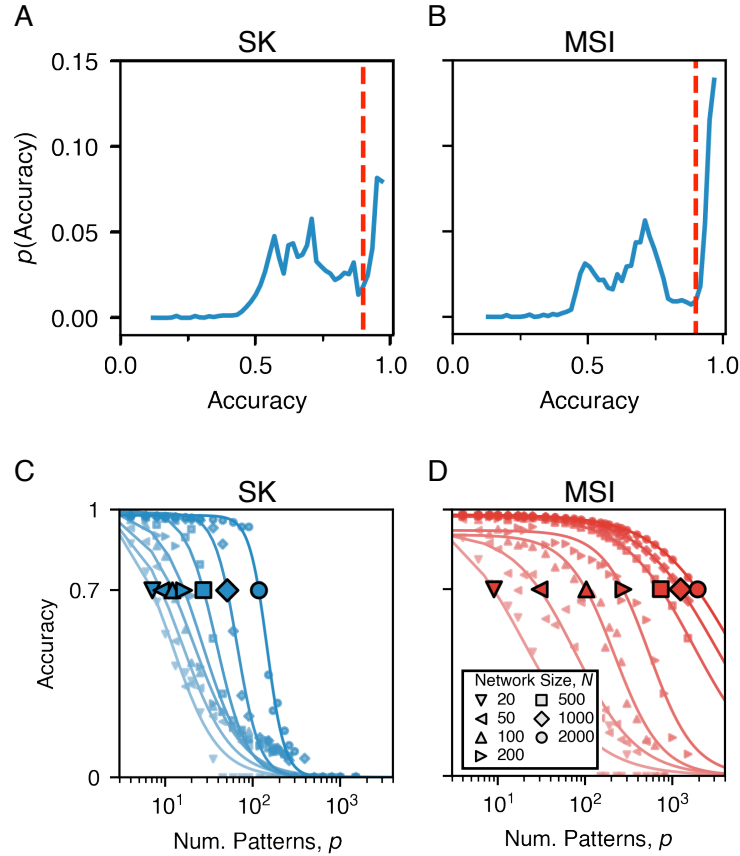 A
B
SK
MSI
0.15
0.10
0.05
0.00
p(Accuracy)
0.0
0.5
1.0
0.0
0.5
1.0
Accuracy
Accuracy
C
D
SK
MSI
1
0.7
0
Accuracy
Network Size, N
20
50
100
200
500
1000
2000
10¹
10²
10³
10¹
10²
10³
Num. Patterns, p
Num. Patterns, p